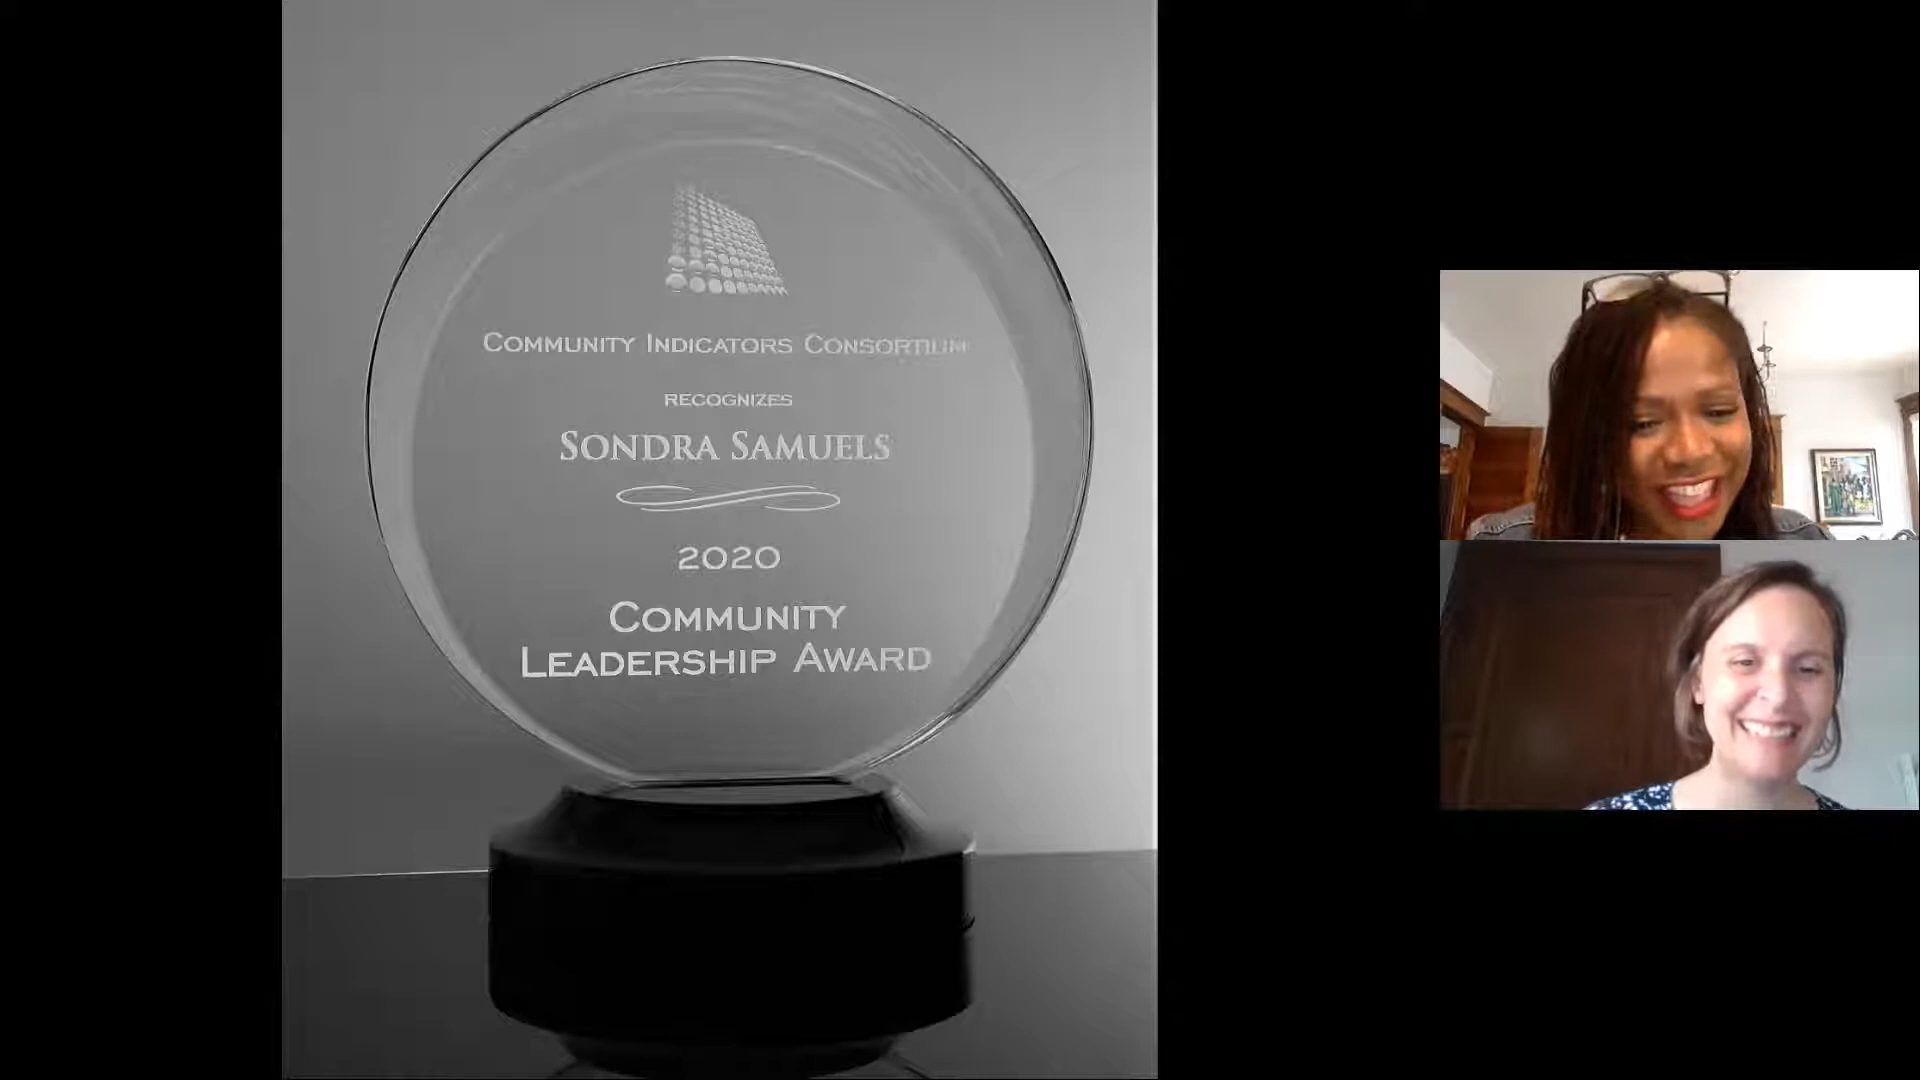 COMMUNITY INDICATORS CONSORTIUM
RECOGNIZES
SONDRA SAMUELS
2020
COMMUNITY
LEADERSHIP AWARD